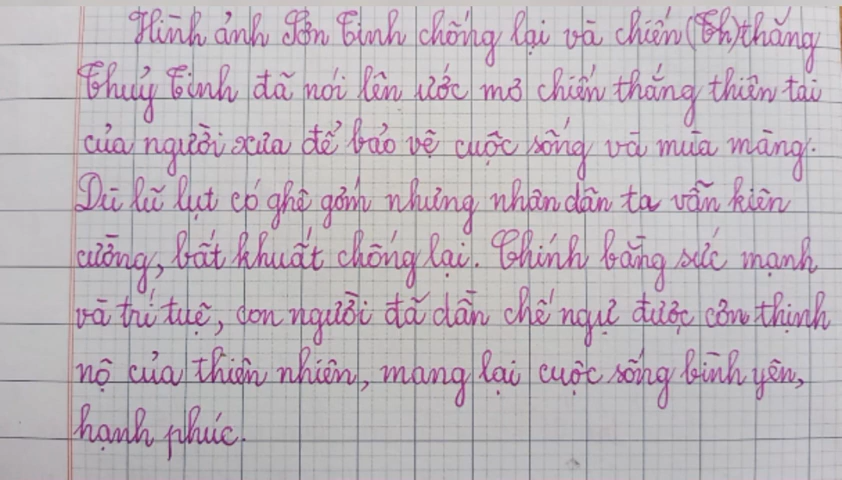 Hình ảnh Sơn Tinh chống lại và chiến (Th) thắng
Thuỷ Tinh đã nói lên ước mơ chiến thắng thiên tai
của người xưa để bảo vệ cuộc sống và mùa màng.
Dù lũ lụt có ghê gớm nhưng nhân dân ta vẫn kiên
cường, bất khuất chống lại. Chính bằng sức mạnh
và trí tuệ, con người đã dần chế ngự được cơn thịnh
nộ của thiên nhiên, mang lại cuộc sống bình yên,
hạnh phúc.